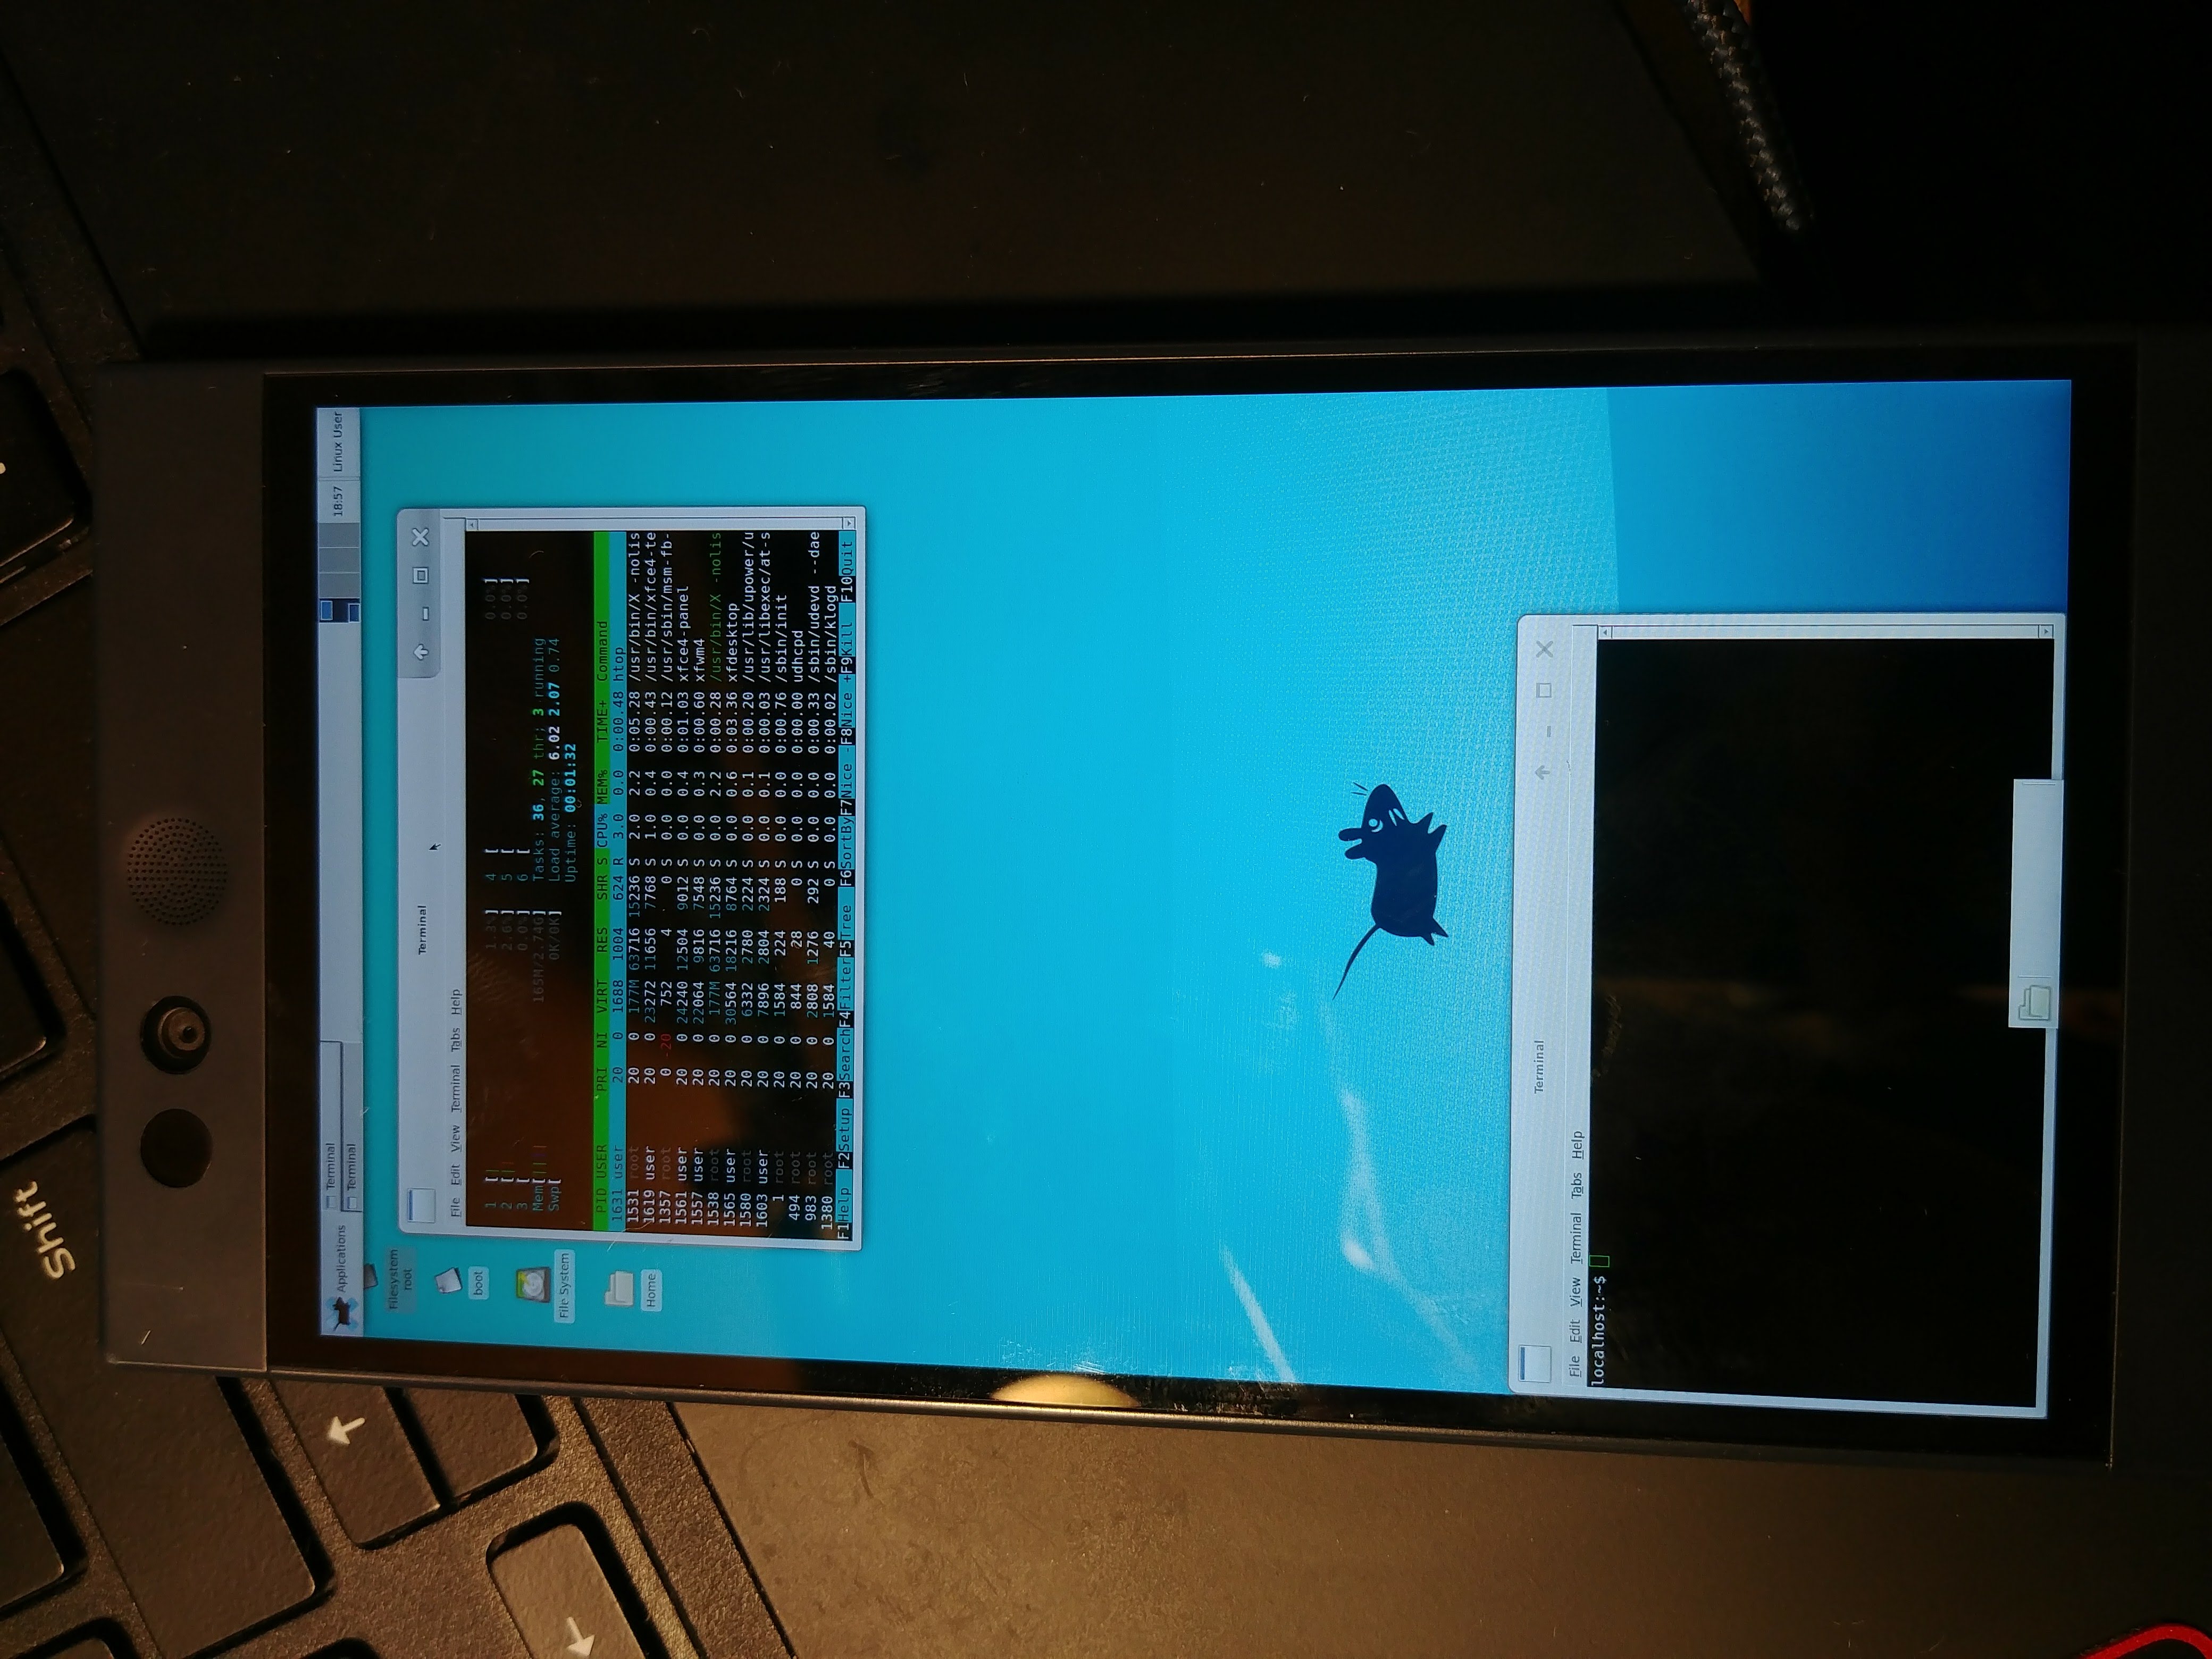 Shift
Applications
Terminal
Terminal
18:57
Linux User
Filesystem
root
boot
File System
Home
Terminal
File Edit View Terminal Tabs Help
1 [| 1.3%] 4 [ 0.0%]
2 [|| 2.6%] 5 [ 0.0%]
3 [ 0.0%] 6 [ 0.0%]
Mem[|||| 165M/2.74G] Tasks: 36, 27 thr; 3 running
Swp[ 0K/0K] Load average: 6.02 2.07 0.74
Uptime: 00:01:32
PID USER PRI NI VIRT RES SHR S CPU% MEM% TIME+ Command
1631 user 20 0 1688 1004 624 R 3.0 0.0 0:00.48 htop
1531 root 20 0 177M 63716 15236 S 2.0 2.2 0:05.28 /usr/bin/X -nolis
1619 user 20 0 23272 11656 7768 S 1.0 0.4 0:00.43 /usr/bin/xfce4-te
1357 root 0 -20 752 4 0 S 0.0 0.0 0:00.12 /usr/sbin/msm-fb-
1561 user 20 0 24240 12504 9012 S 0.0 0.4 0:01.03 xfce4-panel
1557 user 20 0 22064 9816 7548 S 0.0 0.3 0:00.60 xfwm4
1538 root 20 0 177M 63716 15236 S 0.0 2.2 0:00.28 /usr/bin/X -nolis
1565 user 20 0 30564 18216 8764 S 0.0 0.6 0:03.36 xfdesktop
1580 root 20 0 6332 2780 2224 S 0.0 0.1 0:00.20 /usr/lib/upower/u
1603 user 20 0 7896 2804 2324 S 0.0 0.1 0:00.03 /usr/libexec/at-s
1 root 20 0 1584 224 188 S 0.0 0.0 0:00.76 /sbin/init
494 root 20 0 844 28 0 S 0.0 0.0 0:00.00 udhcpd
983 root 20 0 2808 1276 292 S 0.0 0.0 0:00.33 /sbin/udevd --dae
1380 root 20 0 1584 40 0 S 0.0 0.0 0:00.02 /sbin/klogd
F1Help F2Setup F3SearchF4FilterF5Tree F6SortByF7Nice -F8Nice +F9Kill F10Quit
Terminal
File Edit View Terminal Tabs Help
localhost:~$